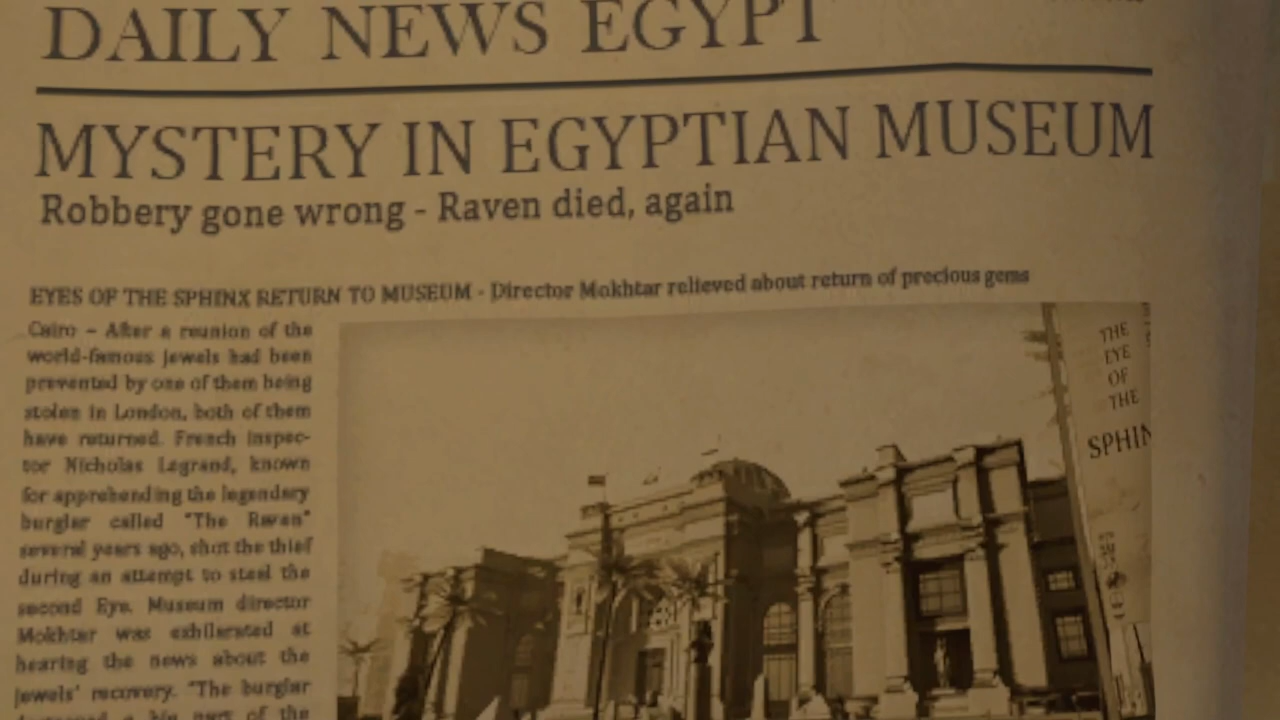 DAILY NEWS EGYPT
MYSTERY IN EGYPTIAN MUSEUM
Robbery gone wrong - Raven died, again
EYES OF THE SPHINX RETURN TO MUSEUM - Director Mokhtar relieved about return of precious gems
Cairo - After a reunion of the
world-famous jewels had been
prevented by one of them being
stolen in London, both of them
have returned. French Inspec-
tor Nicholas Legrand, known
for apprehending the legendary
burglar called "The Raven"
several years ago, shot the thief
during an attempt to steal the
second Eye. Museum director
Mokhtar was exhilerated at
hearing the news about the
jewels' recovery. "The burglar
a big part of the
THE
EYE
OF
THE
SPHIN